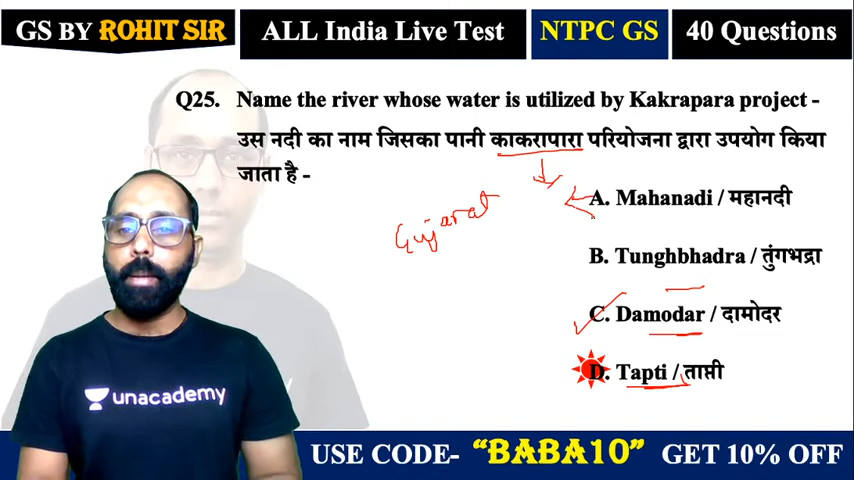 GS BY ROHIT SIR
ALL India Live Test
NTPC GS
40 Questions
Q25. Name the river whose water is utilized by Kakrapara project -
उस नदी का नाम जिसका पानी काकरापारा परियोजना द्वारा उपयोग किया
जाता है -
Gujarat
A. Mahanadi / महानदी
B. Tunghbhadra / तुंगभद्रा
C. Damodar / दामोदर
D. Tapti / ताप्ती
unacademy
USE CODE- “BABA10” GET 10% OFF